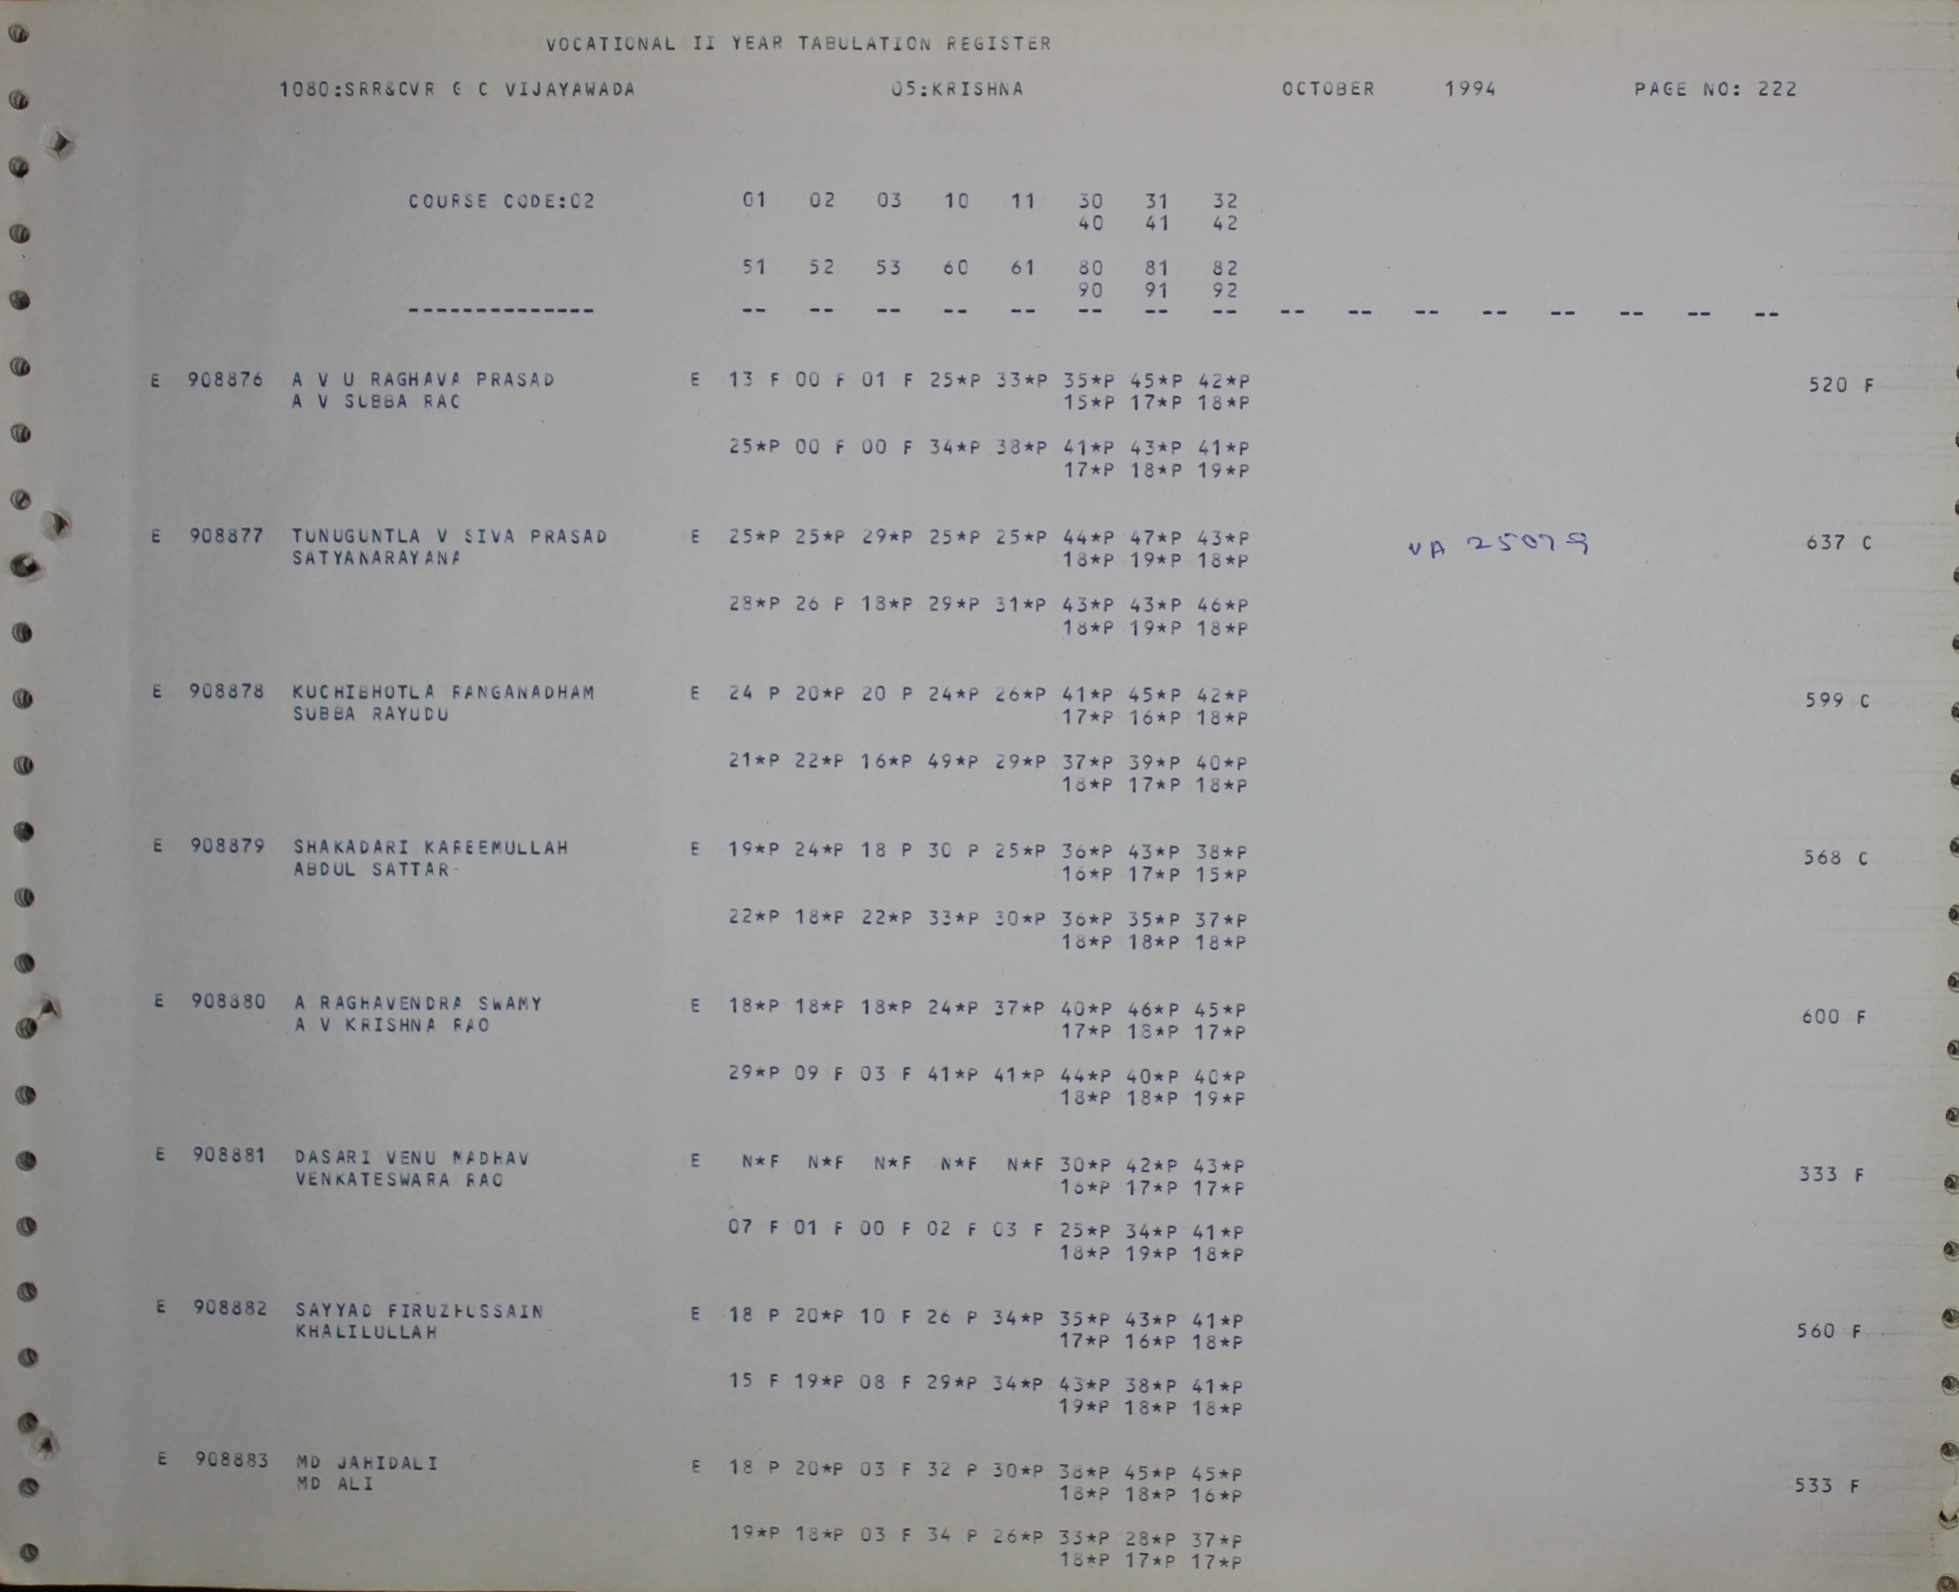 VOCATIONAL II YEAR TABULATION REGISTER
1080:SRR&CVR G C VIJAYAWADA 05:KRISHNA OCTOBER 1994 PAGE NO: 222
COURSE CODE:02 01 02 03 10 11 30 31 32
40 41 42
51 52 53 60 61 80 81 82
90 91 92
-------------- -- -- -- -- -- -- -- -- -- -- -- -- -- -- -- --
E 908876 A V U RAGHAVA PRASAD E 13 F 00 F 01 F 25*P 33*P 35*P 45*P 42*P 520 F
A V SUBBA RAO 15*P 17*P 18*P
25*P 00 F 00 F 34*P 38*P 41*P 43*P 41*P
17*P 18*P 19*P
E 908877 TUNUGUNTLA V SIVA PRASAD E 25*P 25*P 29*P 25*P 25*P 44*P 47*P 43*P VA 25079 637 C
SATYANARAYANA 18*P 19*P 18*P
28*P 26 P 18*P 29*P 31*P 43*P 43*P 46*P
18*P 19*P 18*P
E 908878 KUCHIBHOTLA RANGANADHAM E 24 P 20*P 20 P 24*P 26*P 41*P 45*P 42*P 599 C
SUBBA RAYUDU 17*P 16*P 18*P
21*P 22*P 16*P 49*P 29*P 37*P 39*P 40*P
18*P 17*P 18*P
E 908879 SHAKADARI KAREEMULLAH E 19*P 24*P 18 P 30 P 25*P 36*P 43*P 38*P 568 C
ABDUL SATTAR 16*P 17*P 15*P
22*P 18*P 22*P 33*P 30*P 36*P 35*P 37*P
18*P 18*P 18*P
E 908880 A RAGHAVENDRA SWAMY E 18*P 18*P 18*P 24*P 37*P 40*P 46*P 45*P 600 F
A V KRISHNA RAO 17*P 18*P 17*P
29*P 09 F 03 F 41*P 41*P 44*P 40*P 40*P
18*P 18*P 19*P
E 908881 DASARI VENU MADHAV E N*F N*F N*F N*F N*F 30*P 42*P 43*P 333 F
VENKATESWARA RAO 16*P 17*P 17*P
07 F 01 F 00 F 02 F 03 F 25*P 34*P 41*P
18*P 19*P 18*P
E 908882 SAYYAD FIRUZHUSSAIN E 18 P 20*P 10 F 26 P 34*P 35*P 43*P 41*P 560 F
KHALILULLAH 17*P 16*P 18*P
15 F 19*P 08 F 29*P 34*P 43*P 38*P 41*P
19*P 18*P 18*P
E 908883 MD JAHIDALI E 18 P 20*P 03 F 32 P 30*P 38*P 45*P 45*P 533 F
MD ALI 18*P 18*P 16*P
19*P 18*P 03 F 34 P 26*P 33*P 28*P 37*P
18*P 17*P 17*P